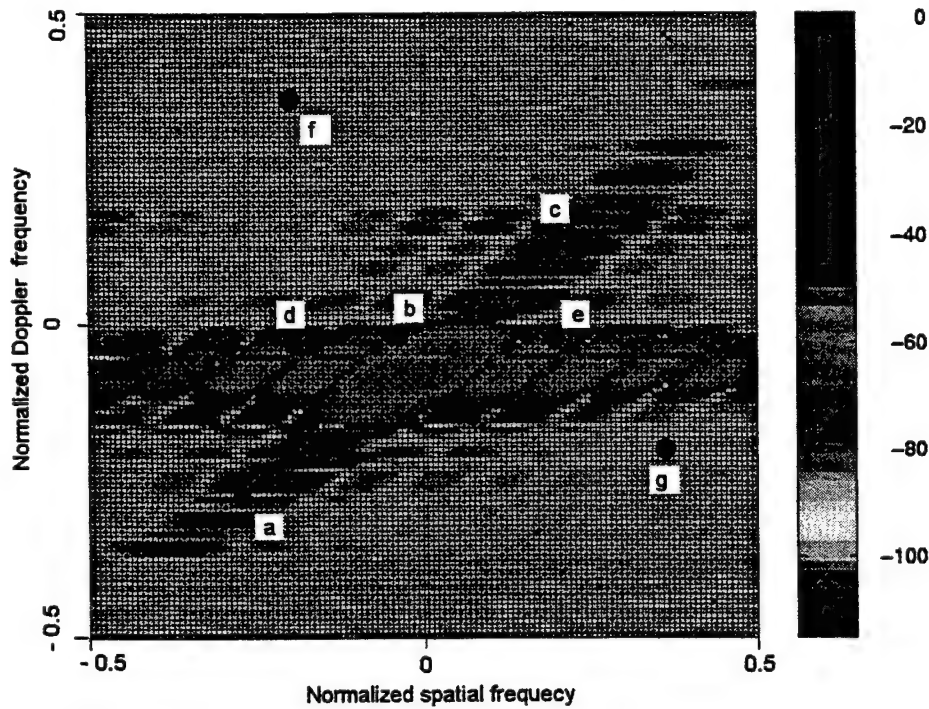 0.5
0
-0.5
-0.5
0
0.5
Normalized Doppler frequency
Normalized spatial frequecy
f
c
d
b
e
g
a
0
-20
-40
-60
-80
-100